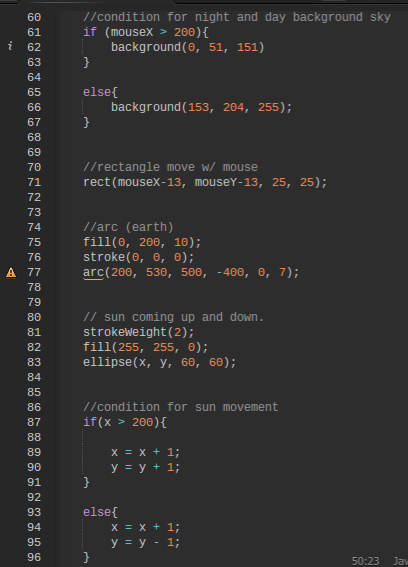 60 //condition for night and day background sky
61 if (mouseX > 200){
i 62 background(0, 51, 151)
63 }
64
65 else{
66 background(153, 204, 255);
67 }
68
69
70 //rectangle move w/ mouse
71 rect(mouseX-13, mouseY-13, 25, 25);
72
73
74 //arc (earth)
75 fill(0, 200, 10);
76 stroke(0, 0, 0);
77 arc(200, 530, 500, -400, 0, 7);
78
79
80 // sun coming up and down.
81 strokeWeight(2);
82 fill(255, 255, 0);
83 ellipse(x, y, 60, 60);
84
85
86 //condition for sun movement
87 if(x > 200){
88
89 x = x + 1;
90 y = y + 1;
91 }
92
93 else{
94 x = x + 1;
95 y = y - 1;
96 }
50:23 Jav